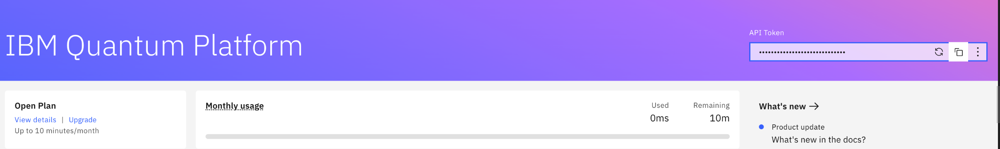 IBM Quantum Platform
API Token
•••••••••••••••••••••••••••••
Open Plan
View details | Upgrade
Up to 10 minutes/month
Monthly usage
Used
0ms
Remaining
10m
What's new →
Product update
What's new in the docs?